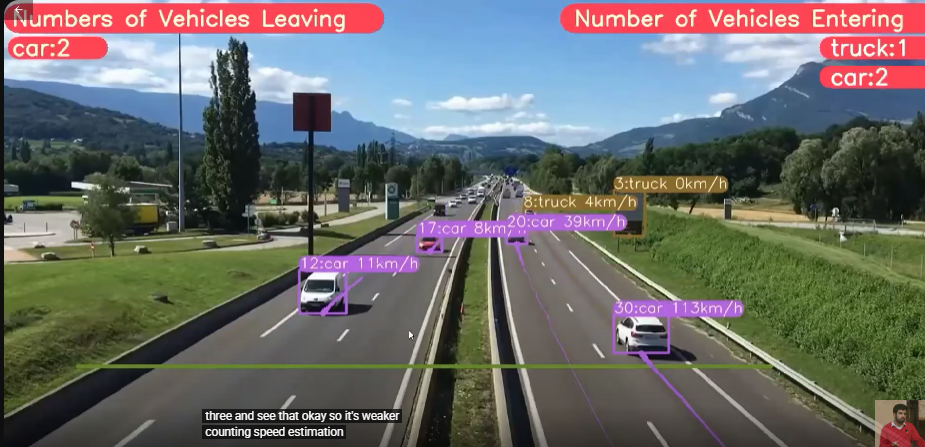 Numbers of Vehicles Leaving
car:2
Number of Vehicles Entering
truck:1
car:2
3:truck 0km/h
8:truck 4km/h
17:car 8km/
20:car 39km/h
12:car 11km/h
30:car 113km/h
three and see that okay so it's weaker
counting speed estimation